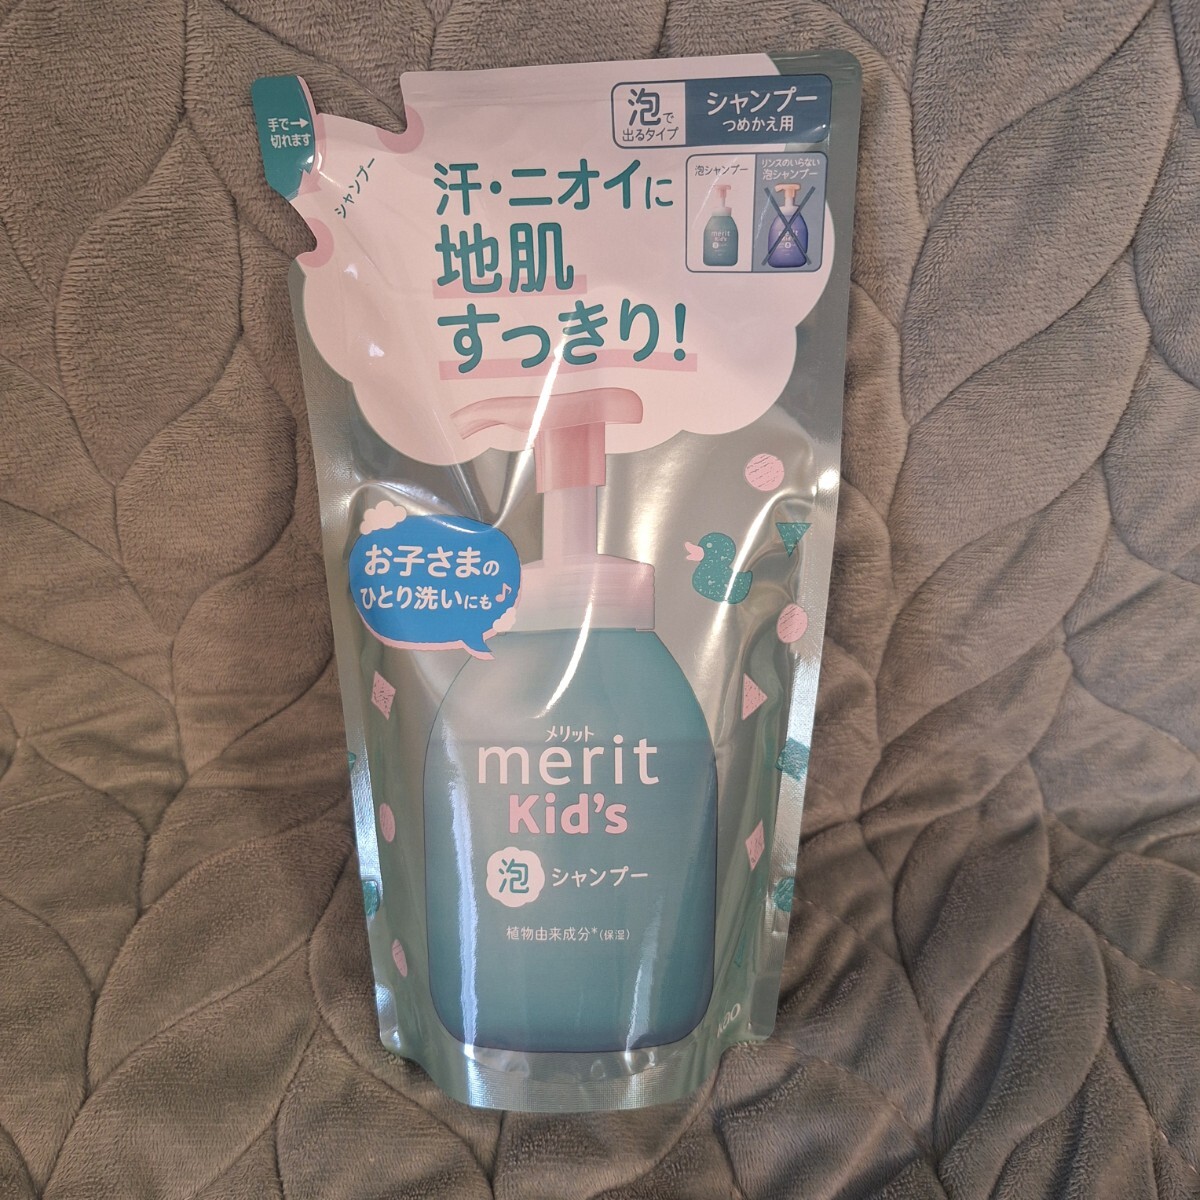 手で→
切れます
シャンプー
泡で
出るタイプ
シャンプー
つめかえ用
泡シャンプー
merit
Kid's
リンスのいらない
泡シャンプー
汗・ニオイに
地肌
すっきり!
お子さまの
ひとり洗いにも♪
メリット
merit
Kid's
泡シャンプー
植物由来成分*(保湿)
KAO